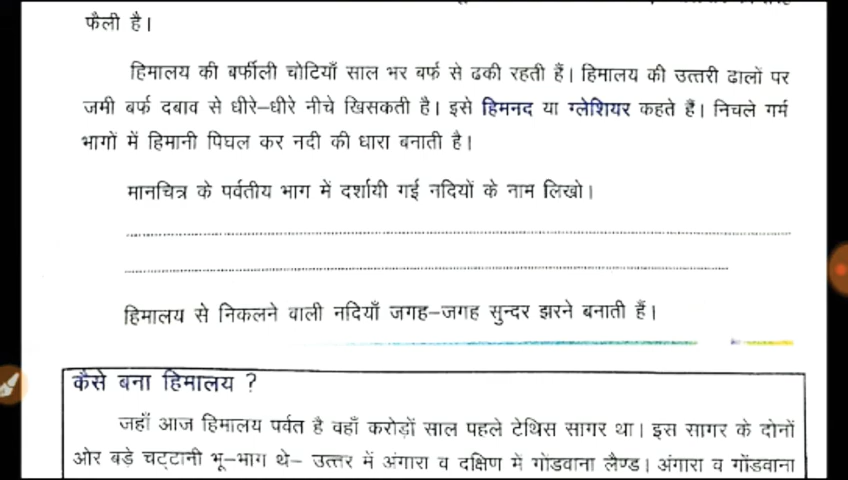 फैली है।
हिमालय की बर्फीली चोटियाँ साल भर बर्फ से ढकी रहती हैं। हिमालय की उत्तरी ढालों पर
जमी बर्फ दबाव से धीरे-धीरे नीचे खिसकती है। इसे हिमनद या ग्लेशियर कहते हैं। निचले गर्म
भागों में हिमानी पिघल कर नदी की धारा बनाती है।
मानचित्र के पर्वतीय भाग में दर्शायी गई नदियों के नाम लिखो।
हिमालय से निकलने वाली नदियाँ जगह-जगह सुन्दर झरने बनाती हैं।
कैसे बना हिमालय ?
जहाँ आज हिमालय पर्वत है वहाँ करोड़ों साल पहले टेथिस सागर था। इस सागर के दोनों
ओर बड़े चट्टानी भू-भाग थे- उत्तर में अंगारा व दक्षिण में गोंडवाना लैण्ड। अंगारा व गोंडवाना